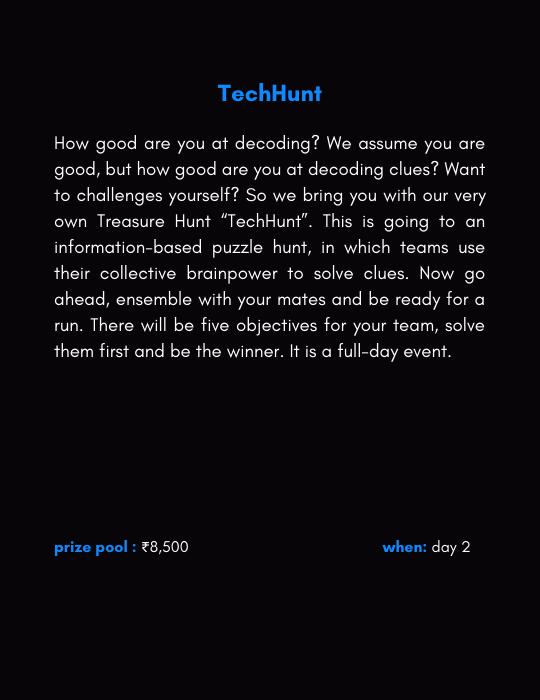 TechHunt
How good are you at decoding? We assume you are
good, but how good are you at decoding clues? Want
to challenges yourself? So we bring you with our very
own Treasure Hunt “TechHunt”. This is going to an
information-based puzzle hunt, in which teams use
their collective brainpower to solve clues. Now go
ahead, ensemble with your mates and be ready for a
run. There will be five objectives for your team, solve
them first and be the winner. It is a full-day event.
prize pool : ₹8,500
when: day 2